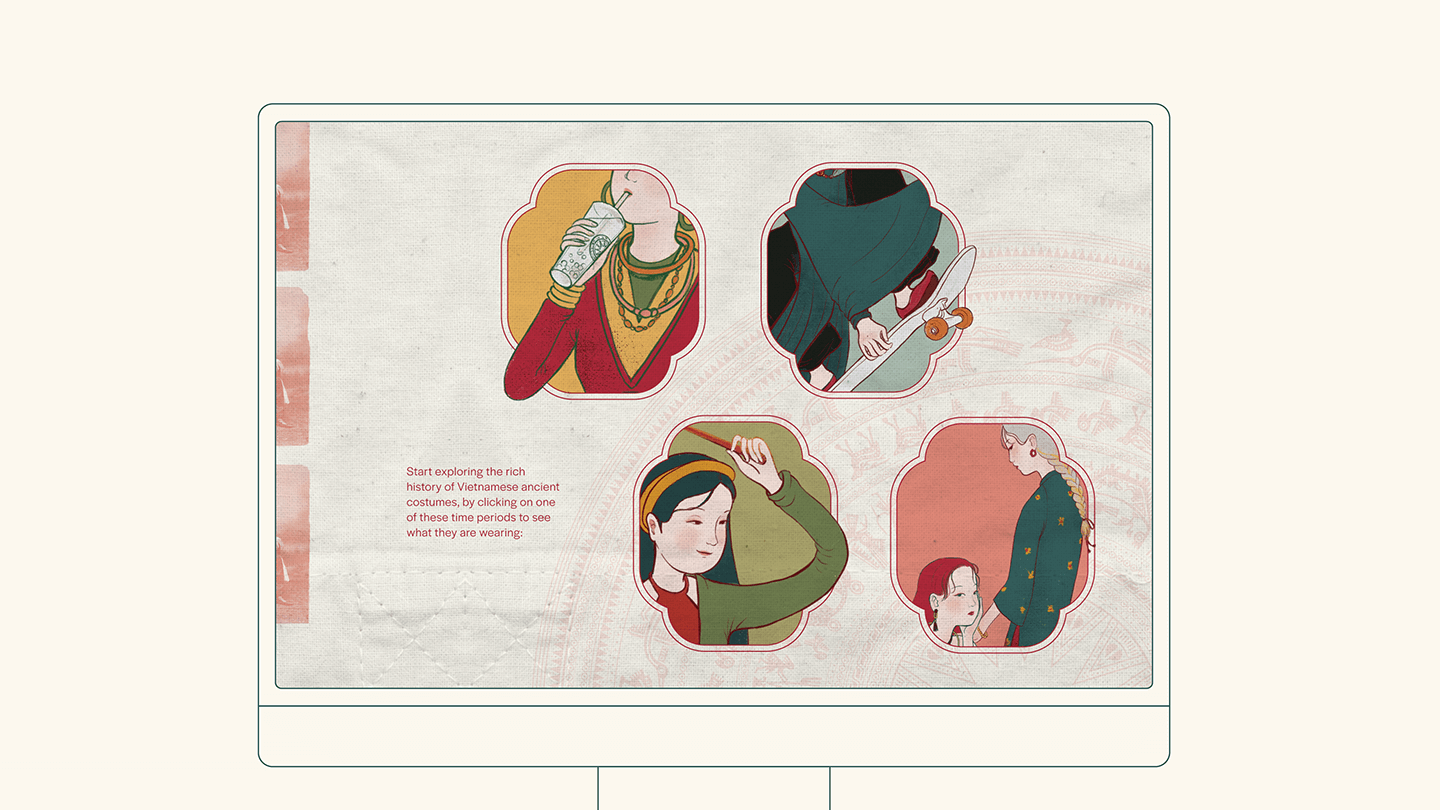 Start exploring the rich
history of Vietnamese ancient
costumes, by clicking on one
of these time periods to see
what they are wearing: